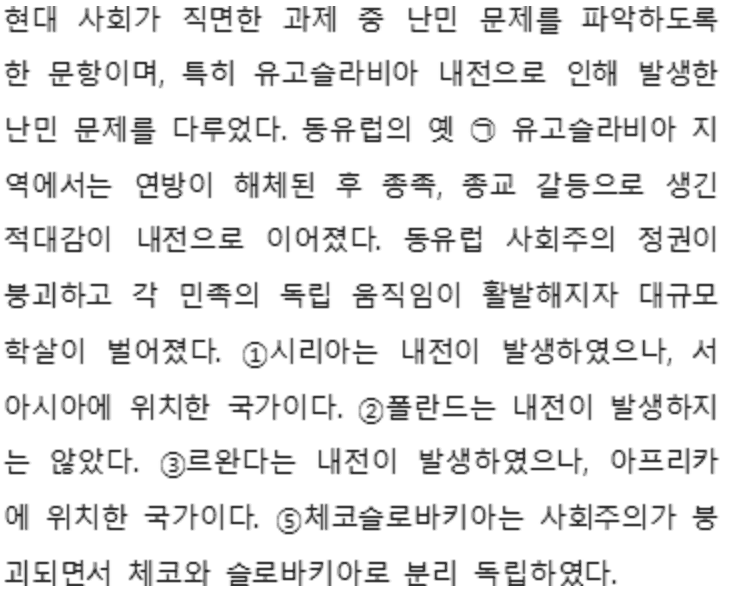 현대 사회가 직면한 과제 중 난민 문제를 파악하도록
한 문항이며, 특히 유고슬라비아 내전으로 인해 발생한
난민 문제를 다루었다. 동유럽의 옛 ㉠ 유고슬라비아 지
역에서는 연방이 해체된 후 종족, 종교 갈등으로 생긴
적대감이 내전으로 이어졌다. 동유럽 사회주의 정권이
붕괴하고 각 민족의 독립 움직임이 활발해지자 대규모
학살이 벌어졌다. ①시리아는 내전이 발생하였으나, 서
아시아에 위치한 국가이다. ②폴란드는 내전이 발생하지
는 않았다. ③르완다는 내전이 발생하였으나, 아프리카
에 위치한 국가이다. ⑤체코슬로바키아는 사회주의가 붕
괴되면서 체코와 슬로바키아로 분리 독립하였다.